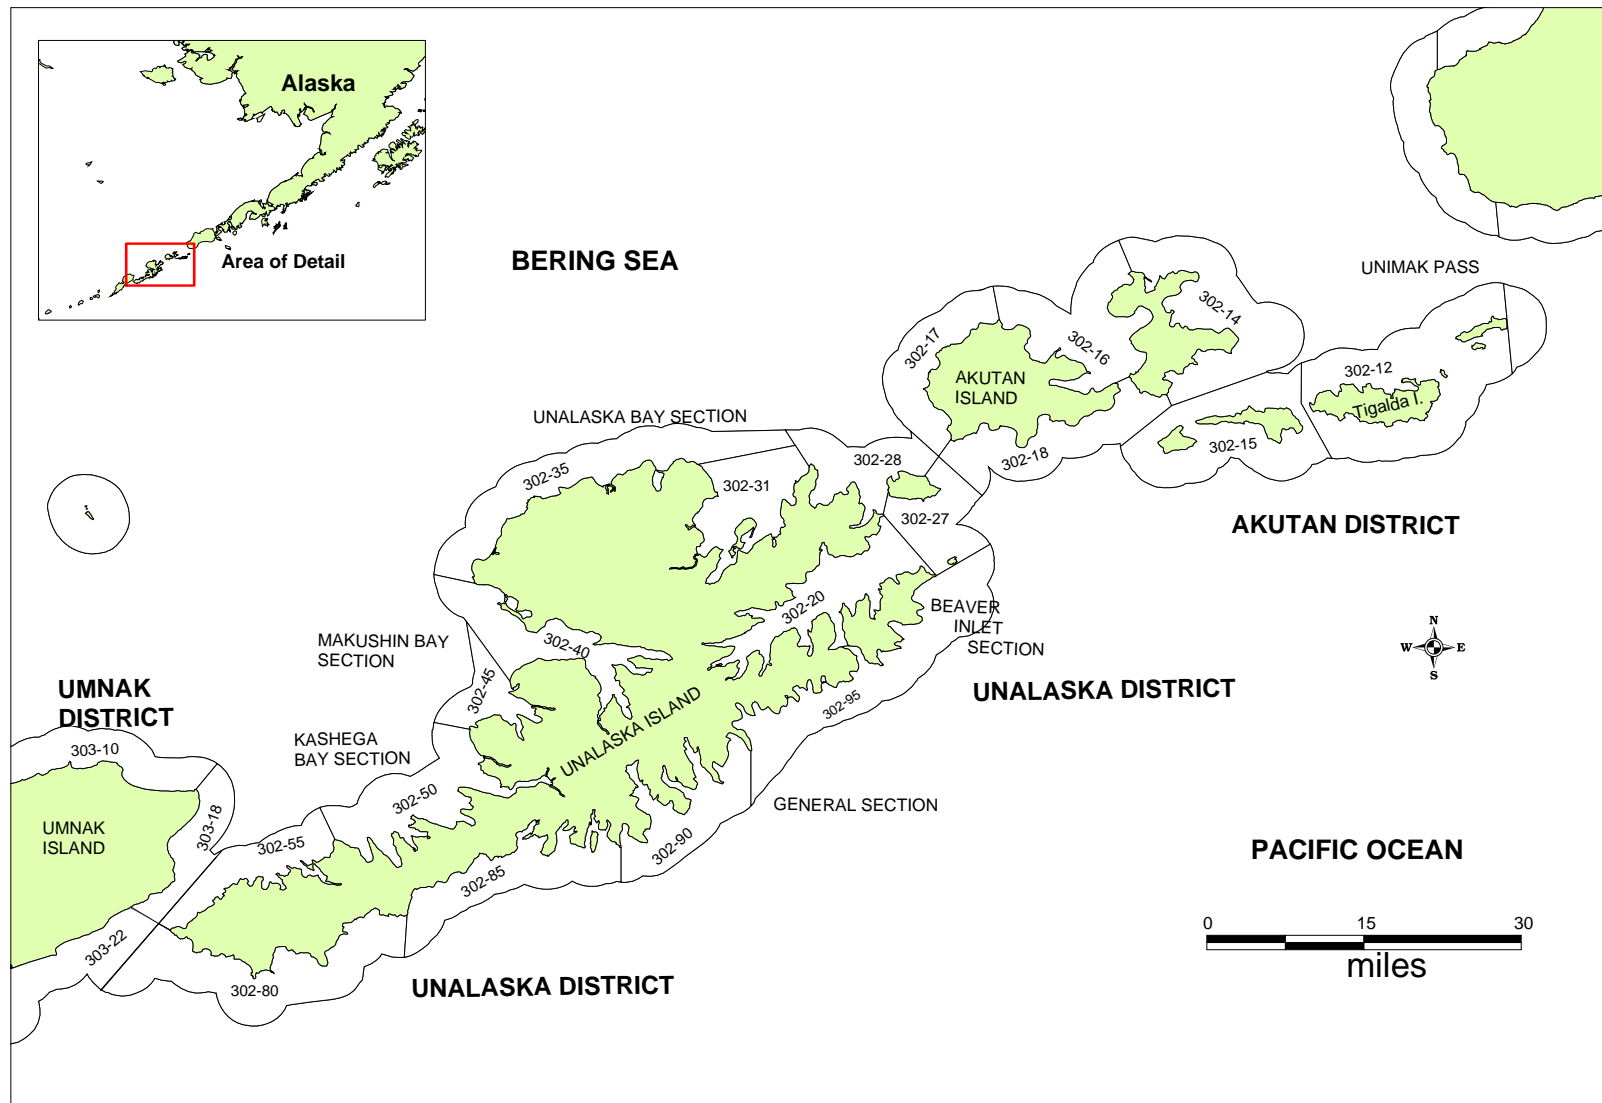 Alaska
Area of Detail
BERING SEA
UNIMAK PASS
302-17
302-16
302-14
302-12
AKUTAN
ISLAND
Tigalda I.
302-15
302-18
UNALASKA BAY SECTION
302-35
302-31
302-28
302-27
AKUTAN DISTRICT
302-20
BEAVER
INLET
SECTION
302-40
MAKUSHIN BAY
SECTION
302-45
N
W
E
S
UNALASKA DISTRICT
302-95
UMNAK
DISTRICT
UNALASKA ISLAND
303-10
KASHEGA
BAY SECTION
302-50
GENERAL SECTION
303-18
UMNAK
ISLAND
302-55
302-90
302-85
PACIFIC OCEAN
303-22
302-80
UNALASKA DISTRICT
0 15 30
miles